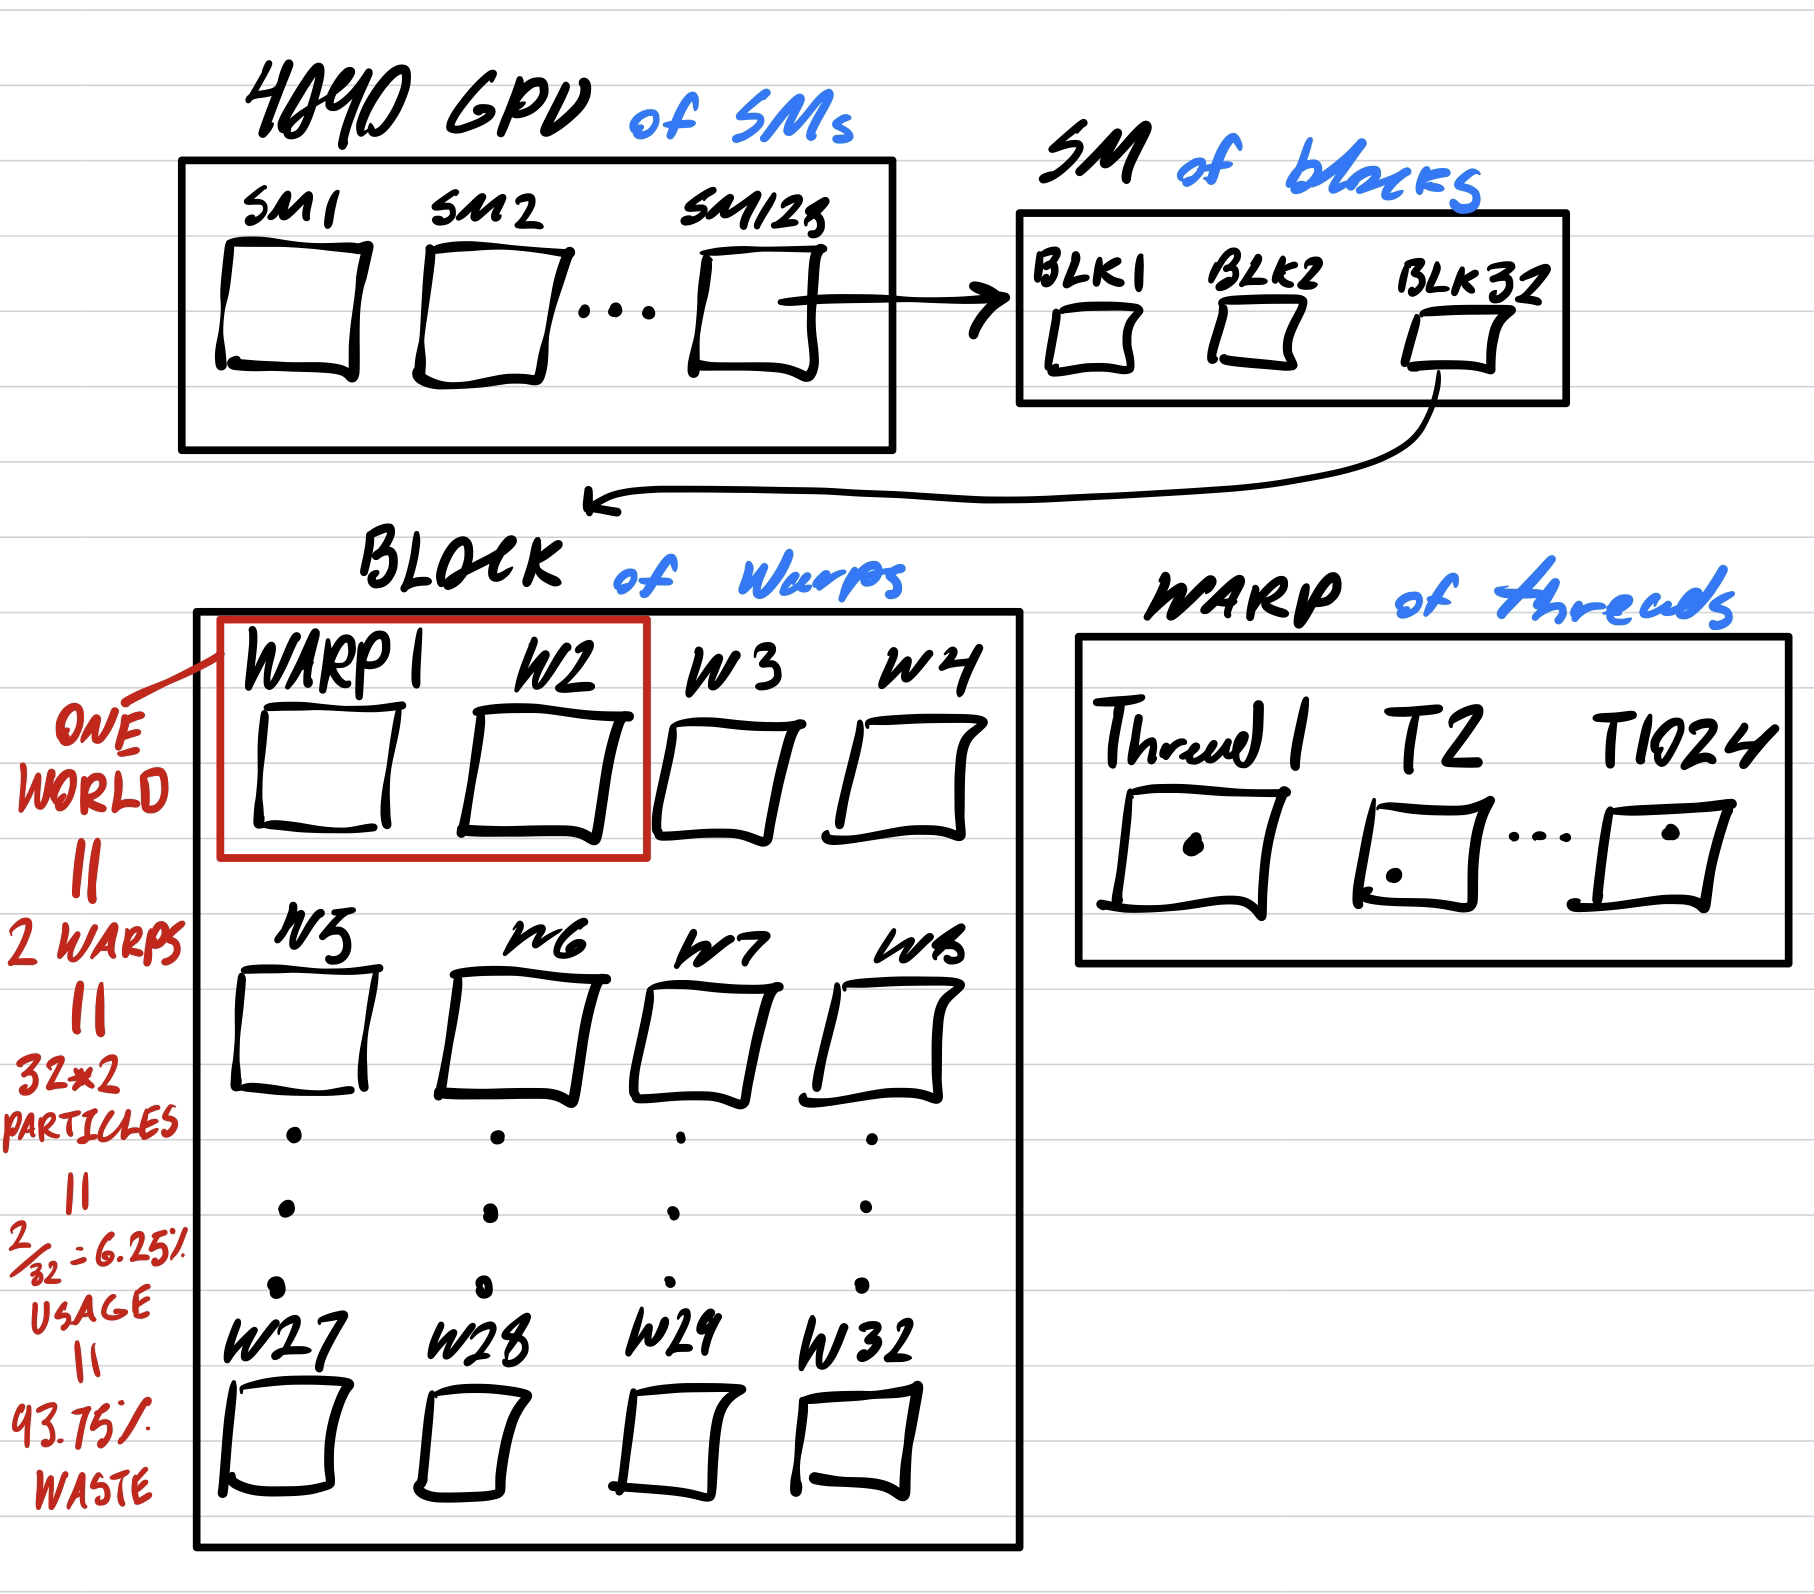 4090 GPU of SMs
SM1 SM2 SM128
SM of blocks
BLK1 BLK2 BLK32
BLOCK of Warps
WARP 1 W2 W3 W4
W5 W6 W7 W8
W27 W28 W29 W32
WARP of threads
Thread 1 T2 T1024
ONE
WORLD
||
2 WARPS
||
32*2
PARTICLES
||
2/32 = 6.25%
USAGE
||
93.75%
WASTE